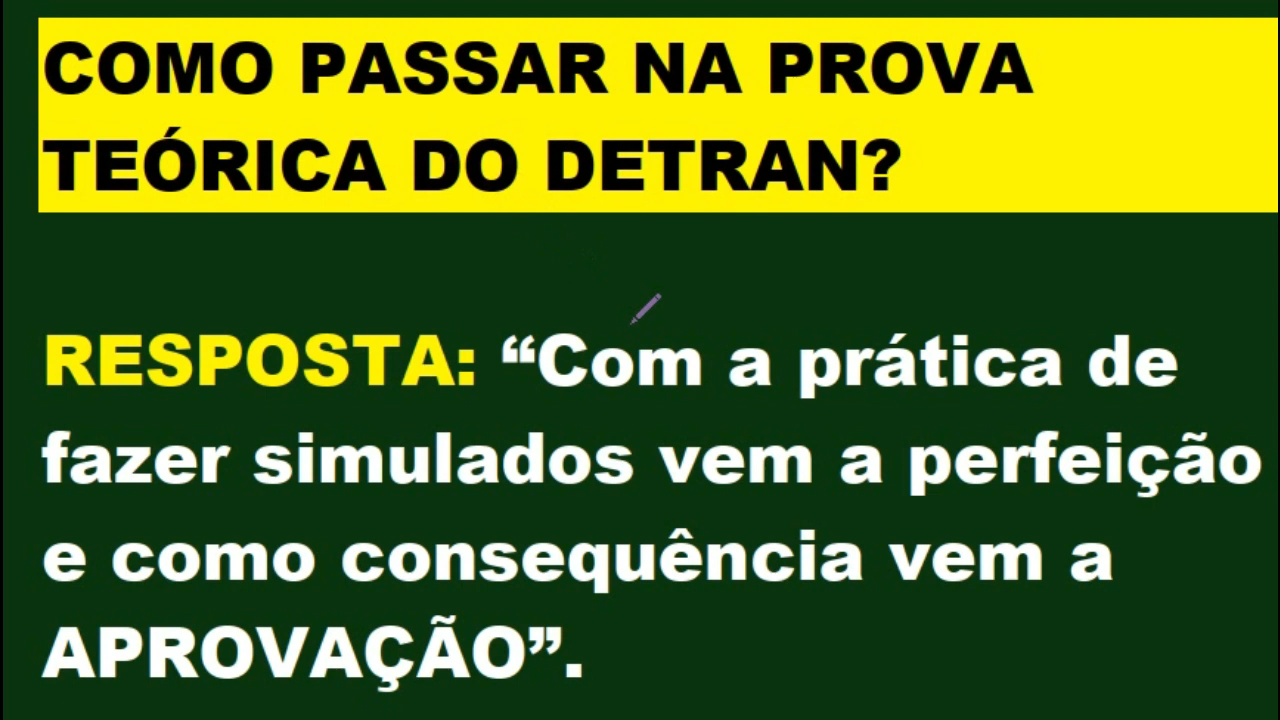 COMO PASSAR NA PROVA
TEÓRICA DO DETRAN?
RESPOSTA: “Com a prática de
fazer simulados vem a perfeição
e como consequência vem a
APROVAÇÃO”.